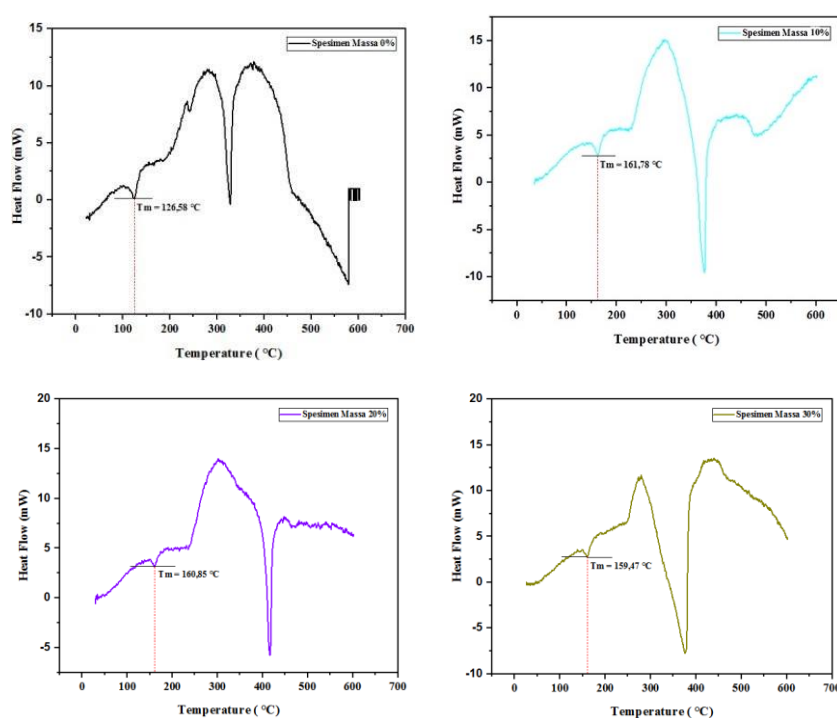 15
10
5
0
-5
-10
Heat Flow (mW)
Spesimen Massa 0%
Tm = 126,58 °C
0 100 200 300 400 500 600 700
Temperature ( °C)
15
10
5
0
-5
-10
Heat Flow (mW)
Spesimen Massa 10%
Tm = 161,78 °C
0 100 200 300 400 500 600
Temperature ( °C)
20
15
10
5
0
-5
Heat Flow (mW)
Spesimen Massa 20%
Tm = 160,85 °C
0 100 200 300 400 500 600 700
Temperature ( °C)
20
15
10
5
0
-5
-10
Heat Flow (mW)
Spesimen Massa 30%
Tm = 159,47 °C
0 100 200 300 400 500 600 700
Temperature ( °C)